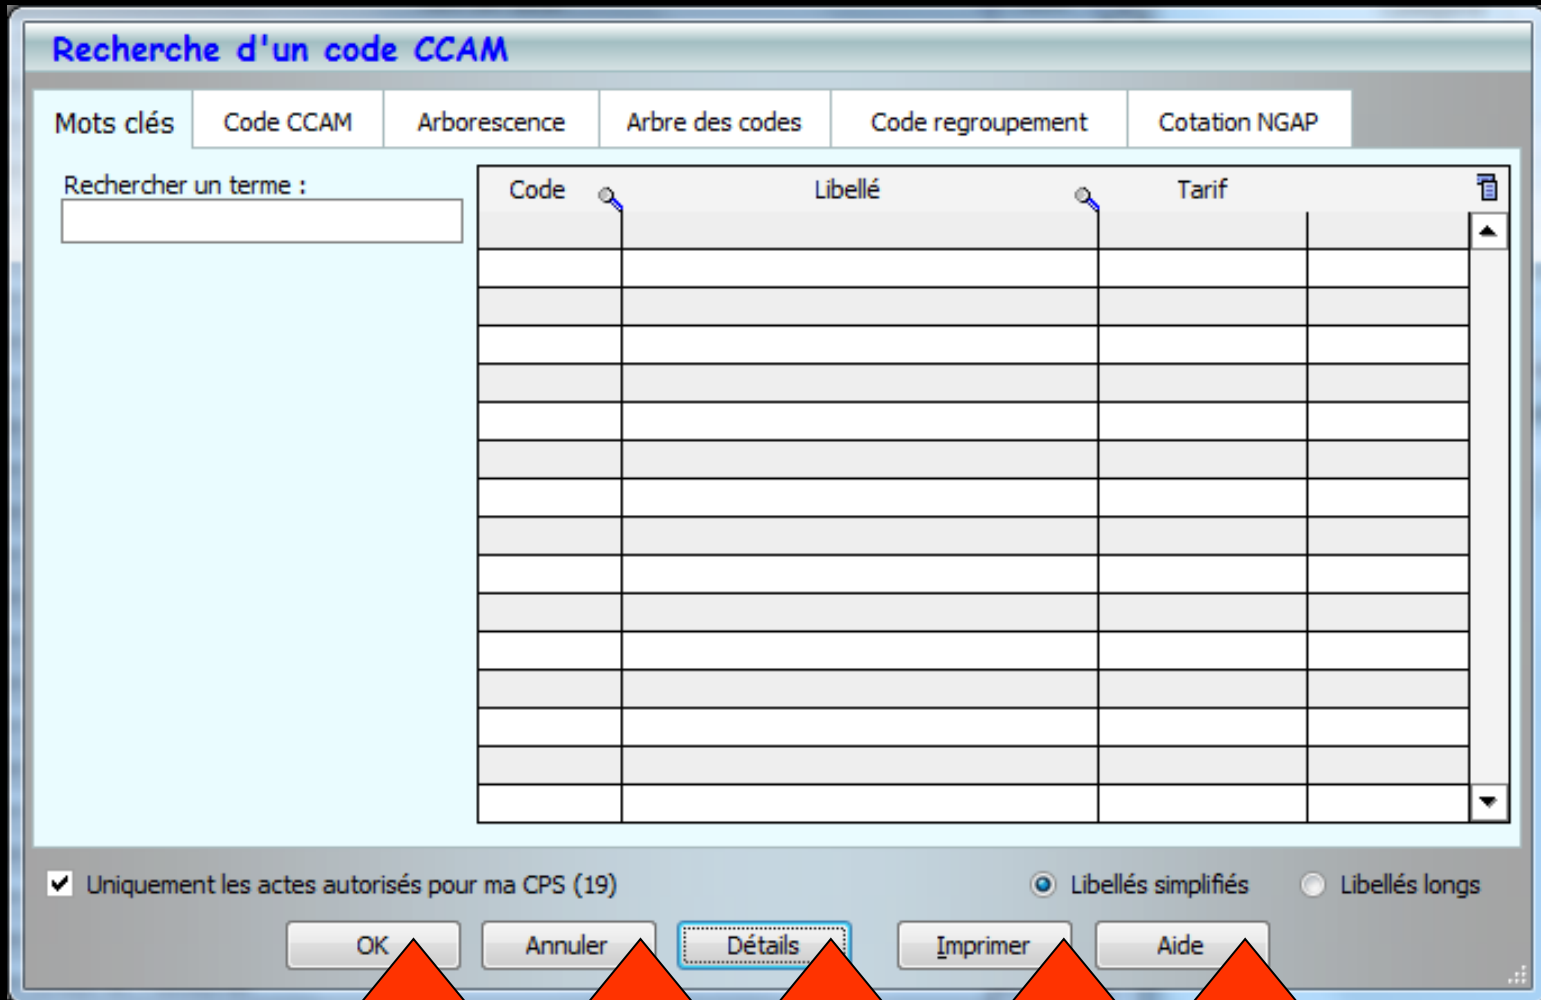 Recherche d'un code CCAM
Mots clés Code CCAM Arborescence Arbre des codes Code regroupement Cotation NGAP
Rechercher un terme :
Code Libellé Tarif
Uniquement les actes autorisés pour ma CPS (19) Libellés simplifiés Libellés longs
OK Annuler Détails Imprimer Aide